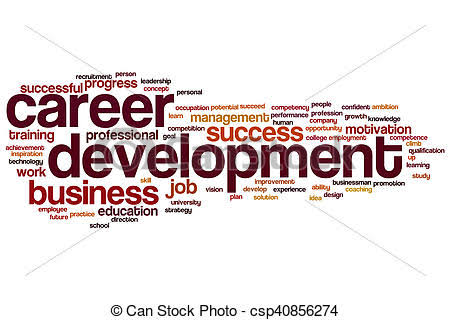 recruitment person
successful progress leadership
concept personal
career
occupation potential succeed competency people confident ambition
learn management performance profession growth knowledge
training professional competition success opportunity motivation
goal company college employment competence
achievement
inspiration
technology
development
climb
qualification
up
learning
work
skill
job
improvement
businessman promotion
study
business
vision develop experience ability coaching
employee
future practice education
university
strategy
plan solution idea design
direction
school
© Can Stock Photo - csp40856274